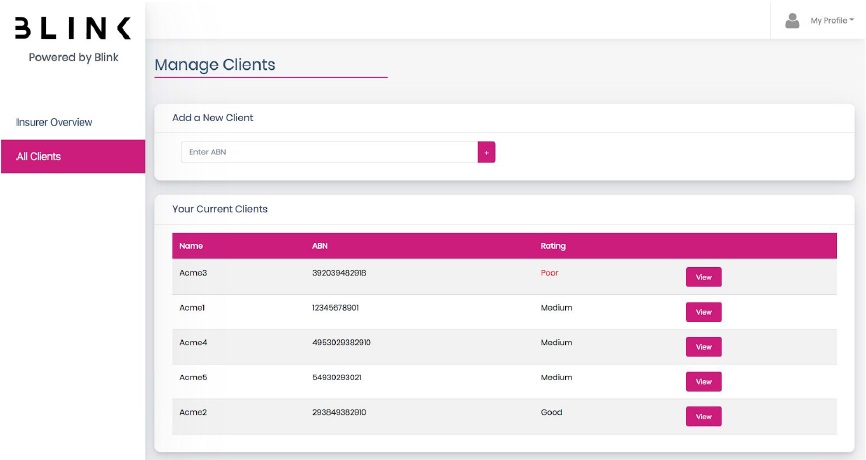 BLINK
Powered by Blink
My Profile
Insurer Overview
All Clients
Manage Clients
Add a New Client
Enter ABN
+
Your Current Clients
Name ABN Rating
Acme3 392039482918 Poor View
Acme1 12345678901 Medium View
Acme4 4953029382910 Medium View
Acme5 54930293021 Medium View
Acme2 293849382910 Good View